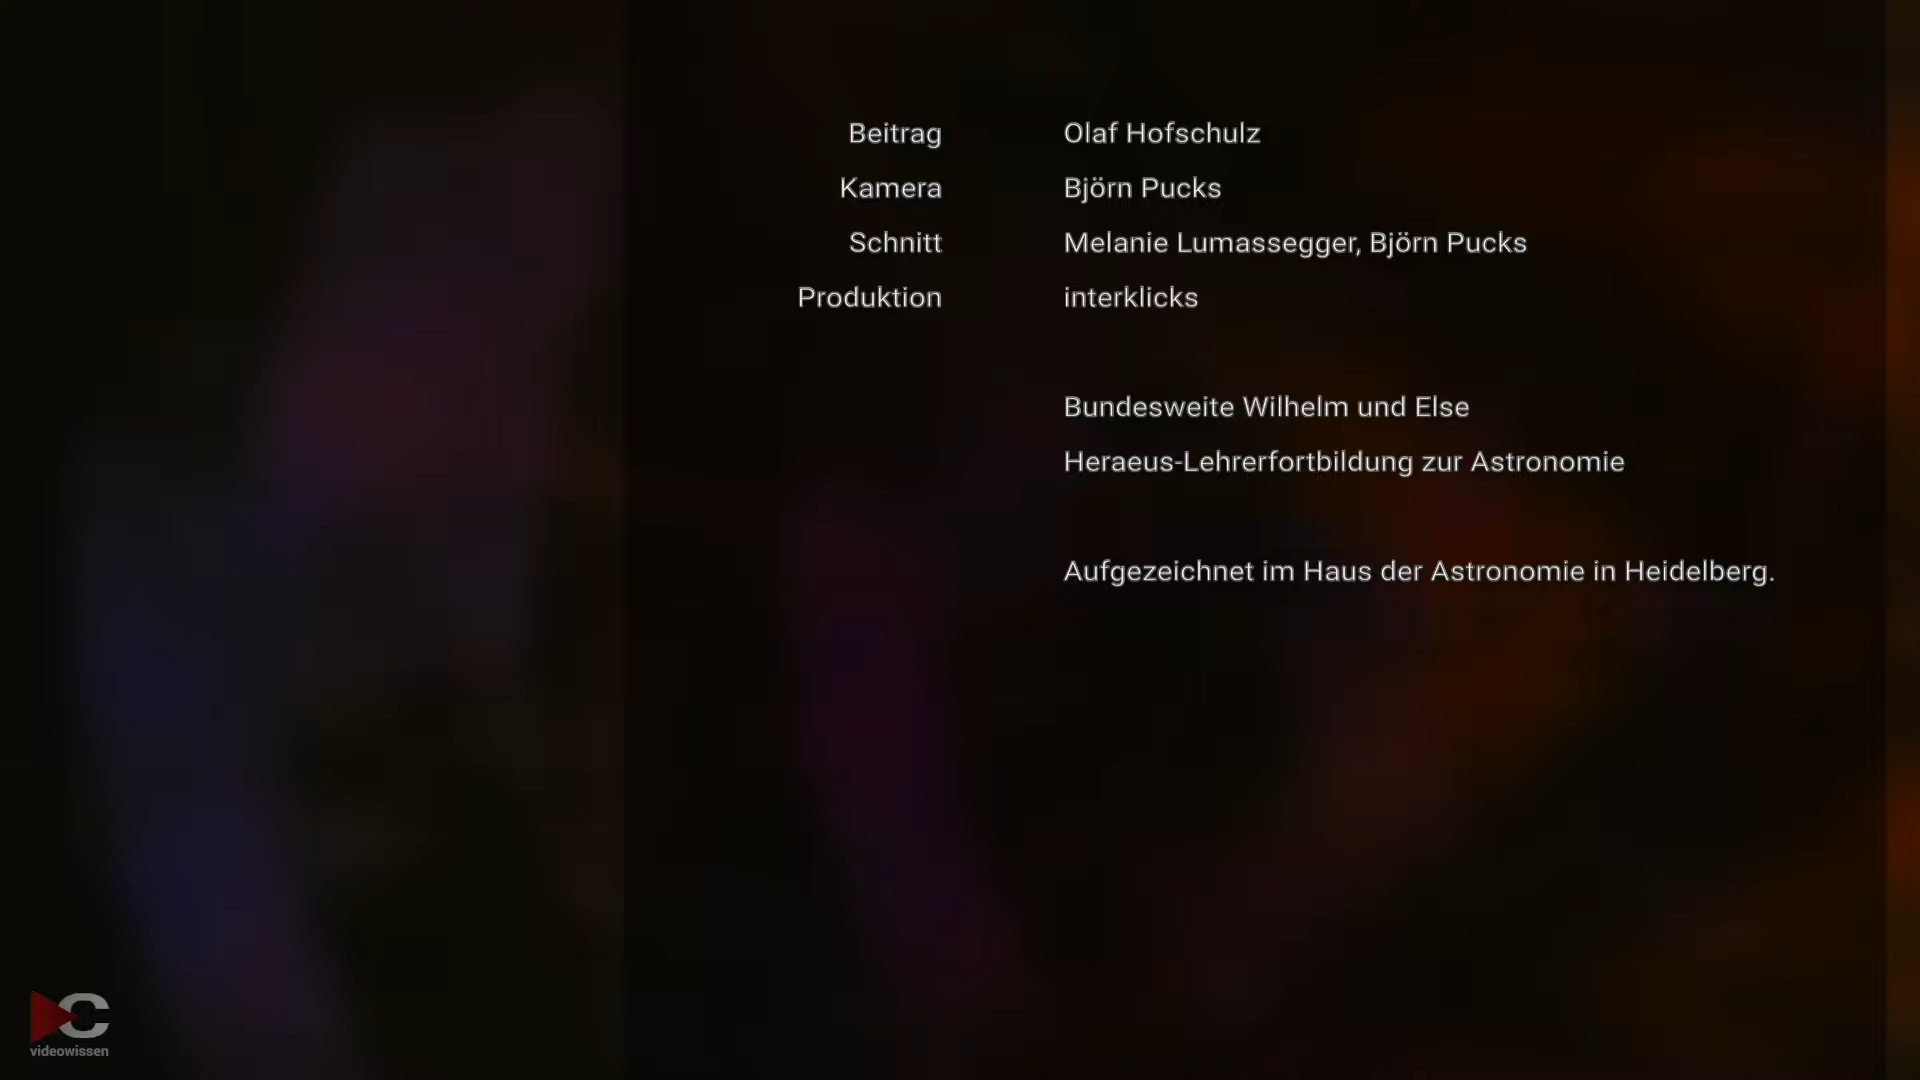 Beitrag Olaf Hofschulz
Kamera Björn Pucks
Schnitt Melanie Lumassegger, Björn Pucks
Produktion interklicks
Bundesweite Wilhelm und Else
Heraeus-Lehrerfortbildung zur Astronomie
Aufgezeichnet im Haus der Astronomie in Heidelberg.
videowissen